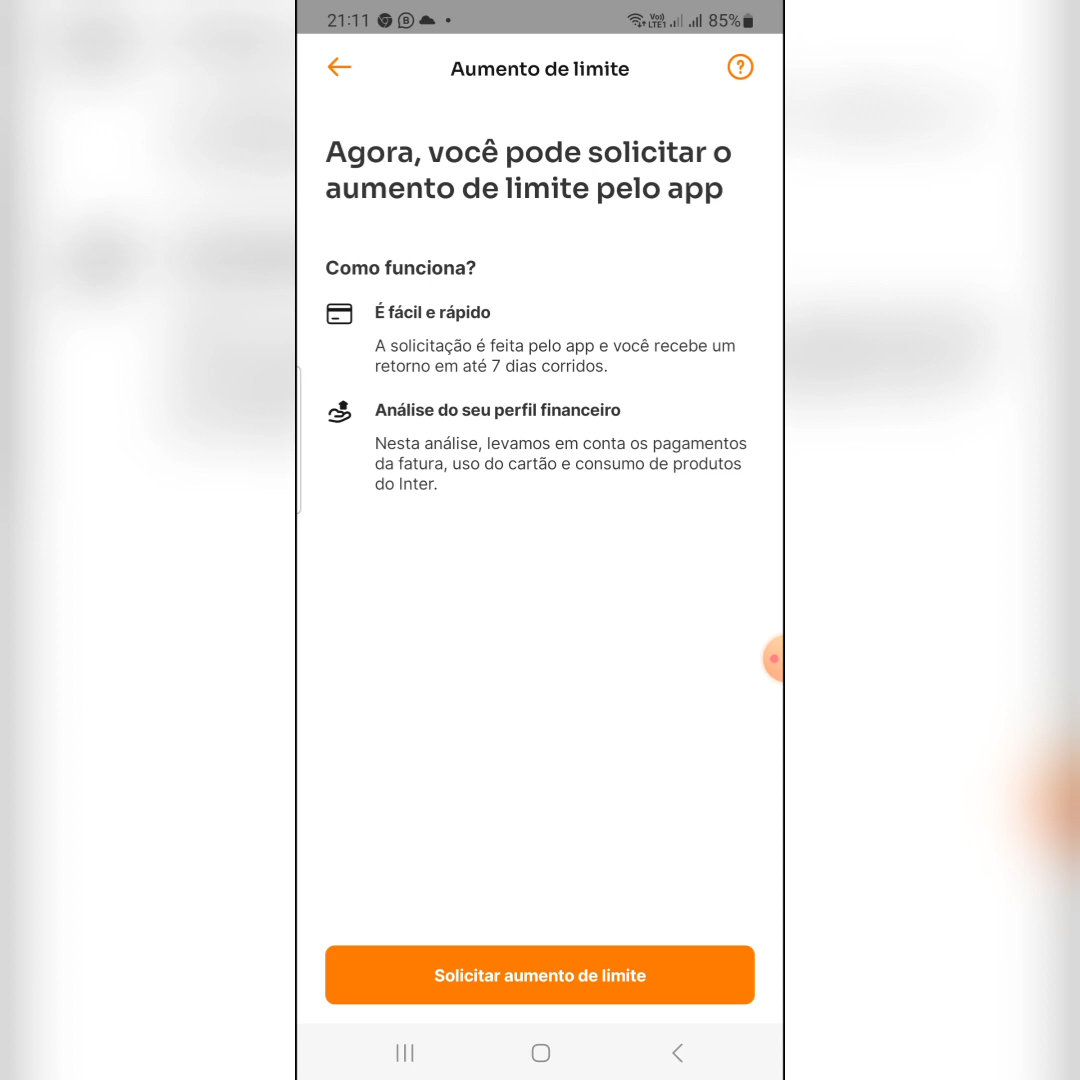 21:11
Vo) LTE1 85%
Aumento de limite
Agora, você pode solicitar o
aumento de limite pelo app
Como funciona?
É fácil e rápido
A solicitação é feita pelo app e você recebe um
retorno em até 7 dias corridos.
Análise do seu perfil financeiro
Nesta análise, levamos em conta os pagamentos
da fatura, uso do cartão e consumo de produtos
do Inter.
Solicitar aumento de limite